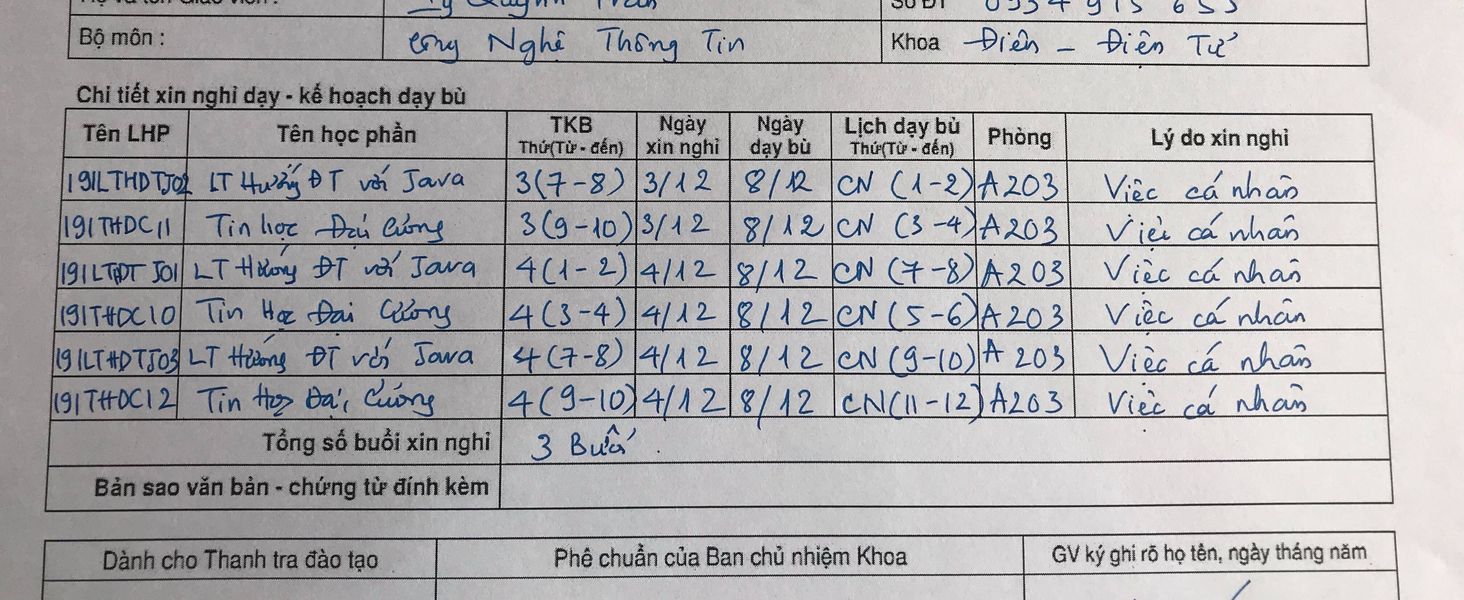 Lý Quỳnh Trân Số ĐT 0934 915 653
Bộ môn : Công Nghệ Thông Tin Khoa Điện - Điện Tử
Chi tiết xin nghỉ dạy - kế hoạch dạy bù
Tên LHP Tên học phần TKB Thứ(Từ - đến) Ngày xin nghỉ Ngày dạy bù Lịch dạy bù Thứ(Từ - đến) Phòng Lý do xin nghỉ
191LTHDTJ02 LT Hướng ĐT với Java 3(7-8) 3/12 8/12 CN (1-2) A203 Việc cá nhân
191THDC11 Tin học Đại Cương 3(9-10) 3/12 8/12 CN (3-4) A203 Việc cá nhân
191LTHDTJ01 LT Hướng ĐT với Java 4(1-2) 4/12 8/12 CN (7-8) A203 Việc cá nhân
191THDC10 Tin Học Đại Cương 4(3-4) 4/12 8/12 CN (5-6) A203 Việc cá nhân
191LTHDTJ03 LT Hướng ĐT với Java 4(7-8) 4/12 8/12 CN (9-10) A203 Việc cá nhân
191THDC12 Tin Học Đại Cương 4(9-10) 4/12 8/12 CN(11-12) A203 Việc cá nhân
Tổng số buổi xin nghỉ 3 Buổi.
Bản sao văn bản - chứng từ đính kèm
Dành cho Thanh tra đào tạo Phê chuẩn của Ban chủ nhiệm Khoa GV ký ghi rõ họ tên, ngày tháng năm